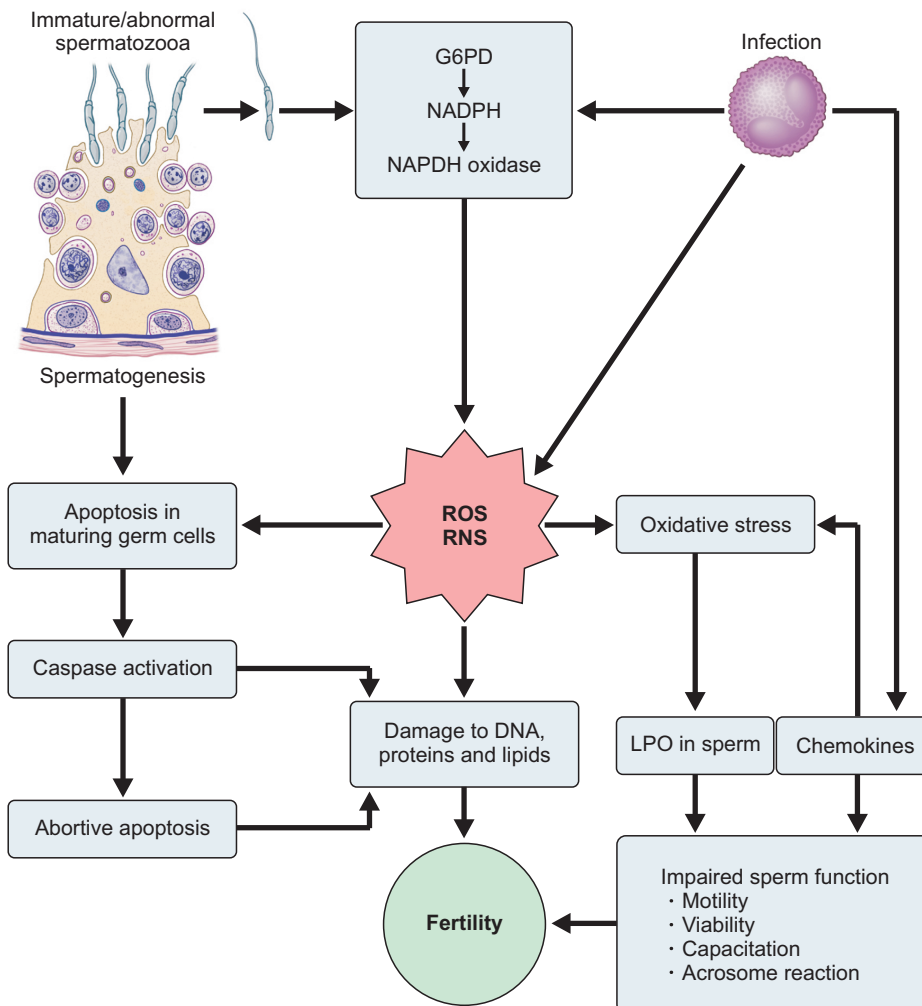 Immature/abnormal
spermatozooa
G6PD
NADPH
NAPDH oxidase
Infection
Spermatogenesis
Apoptosis in
maturing germ cells
ROS
RNS
Oxidative stress
Caspase activation
Damage to DNA,
proteins and lipids
LPO in sperm
Chemokines
Abortive apoptosis
Fertility
Impaired sperm function
· Motility
· Viability
· Capacitation
· Acrosome reaction